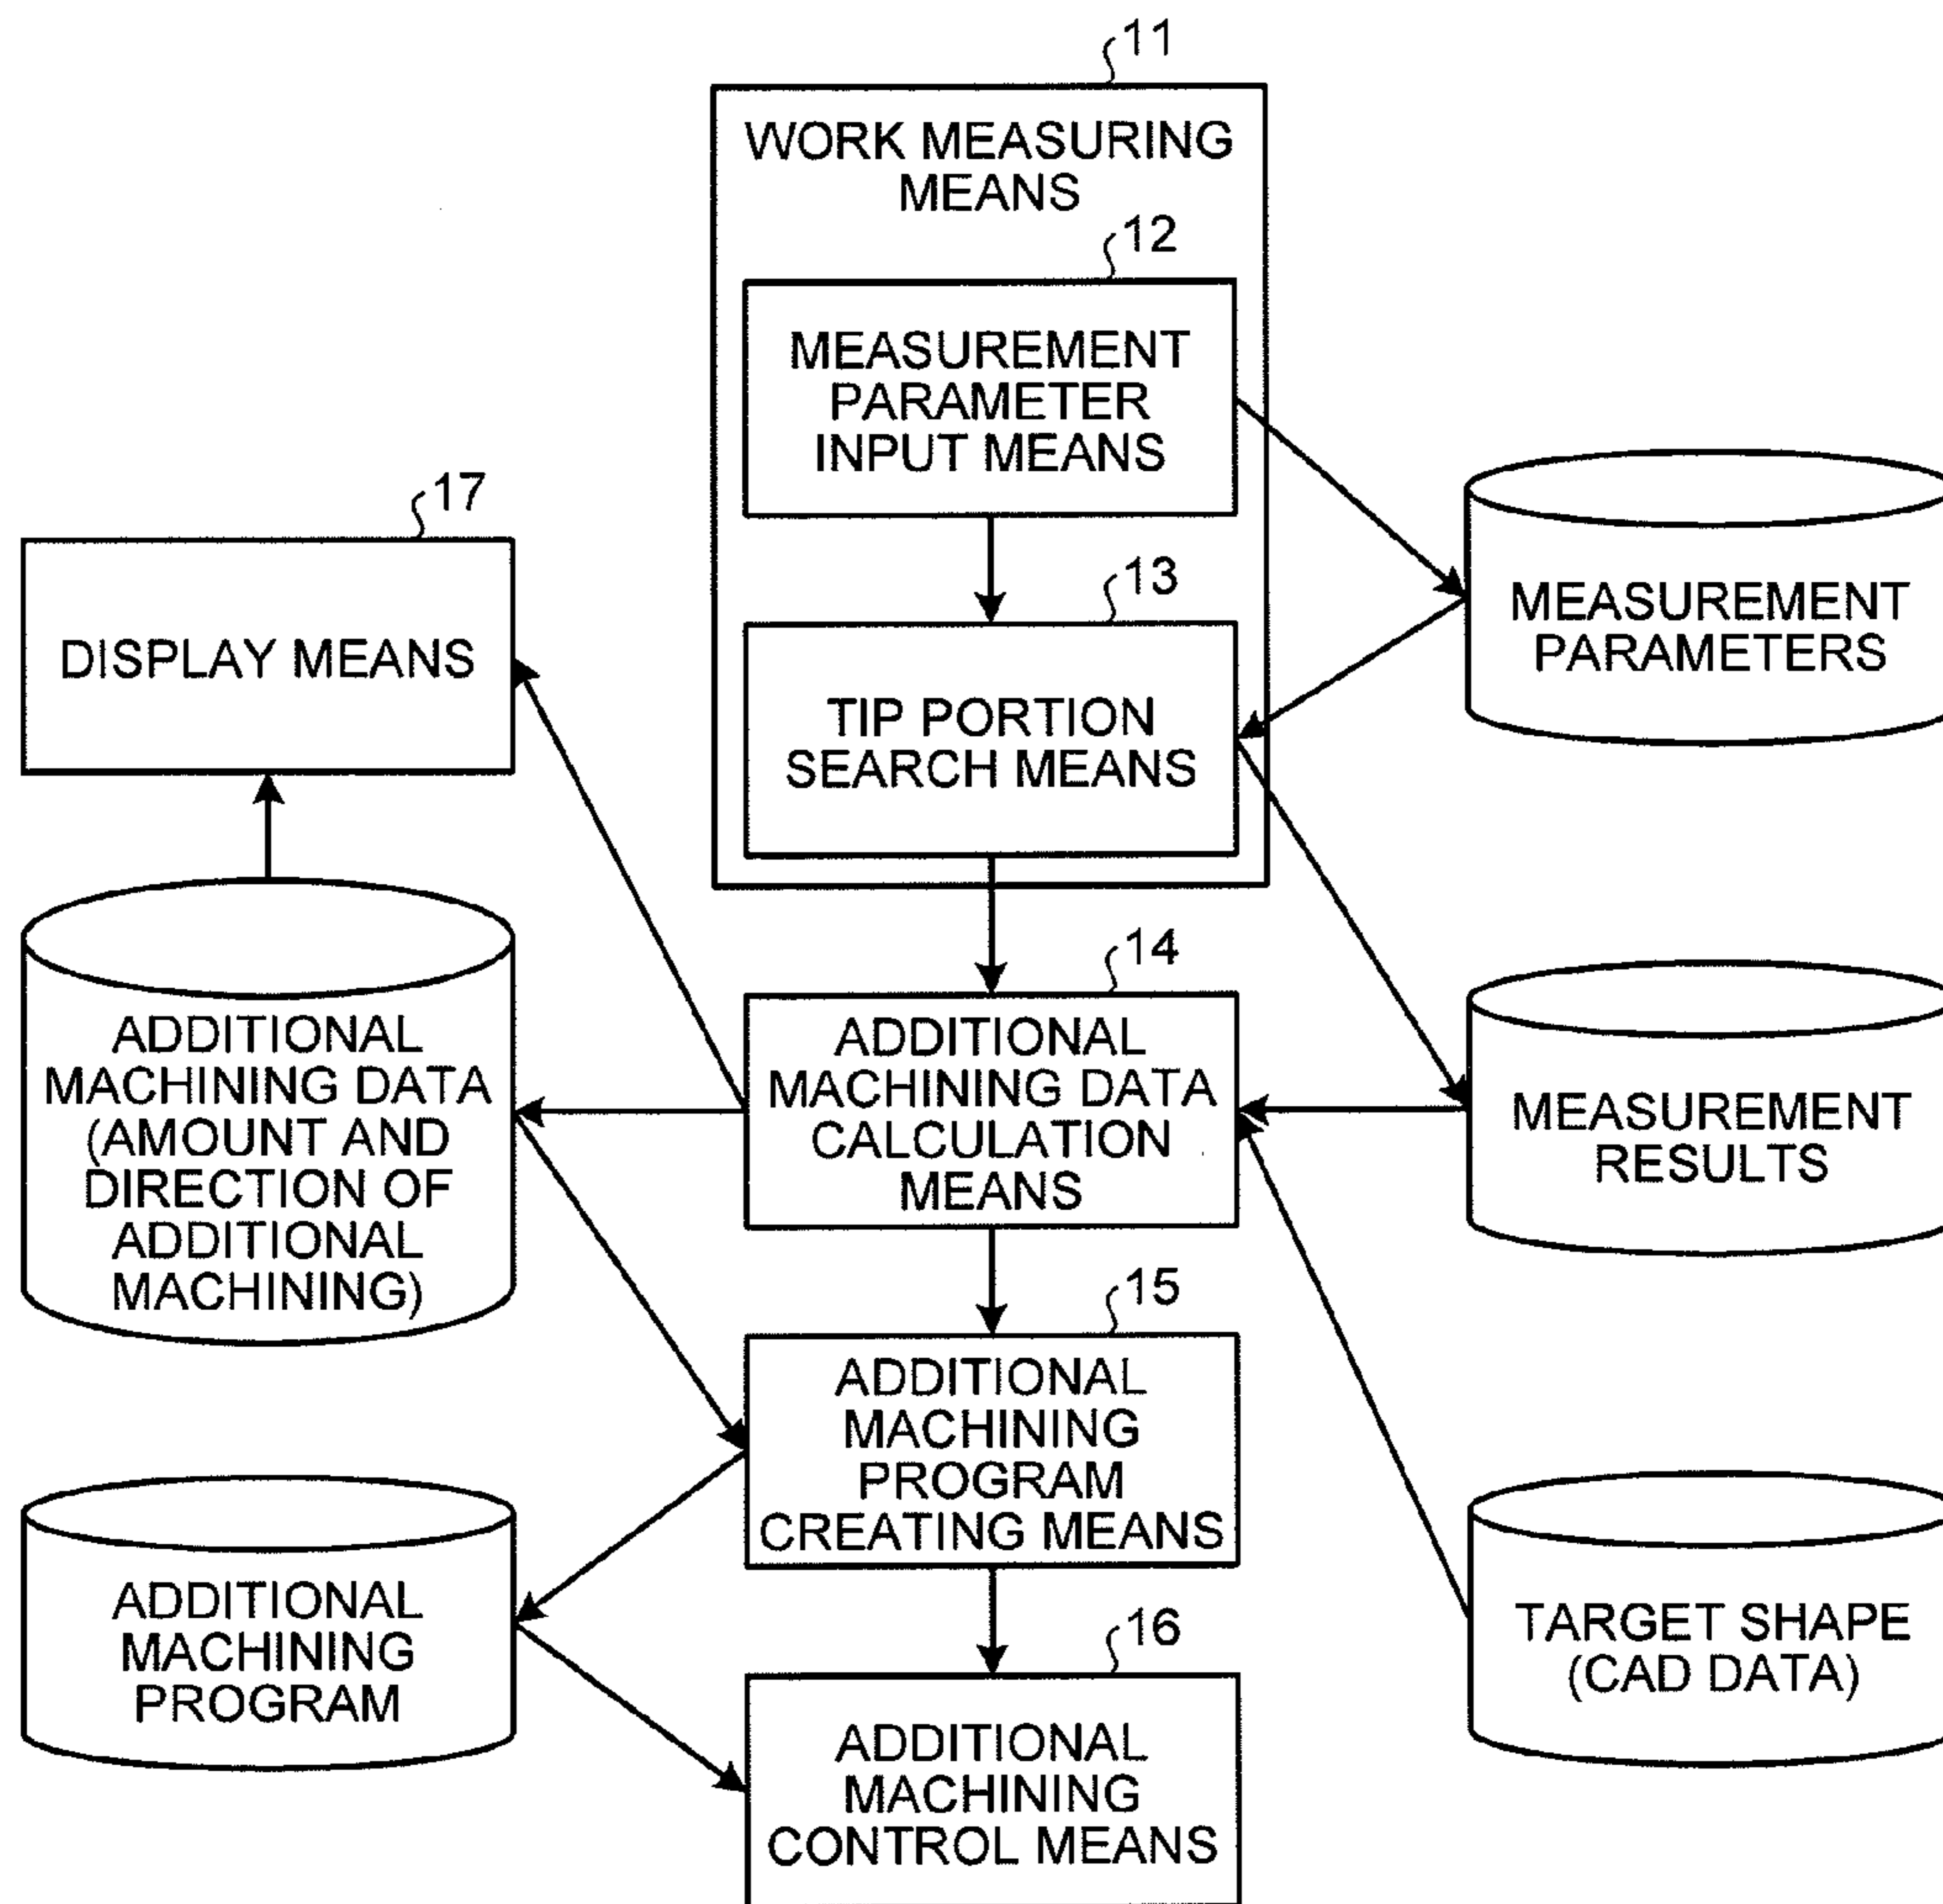 11
WORK MEASURING
MEANS
12
MEASUREMENT
PARAMETER
INPUT MEANS
17
DISPLAY MEANS
13
TIP PORTION
SEARCH MEANS
MEASUREMENT
PARAMETERS
14
ADDITIONAL
MACHINING DATA
(AMOUNT AND
DIRECTION OF
ADDITIONAL
MACHINING)
ADDITIONAL
MACHINING DATA
CALCULATION
MEANS
MEASUREMENT
RESULTS
15
ADDITIONAL
MACHINING
PROGRAM
CREATING MEANS
ADDITIONAL
MACHINING
PROGRAM
16
ADDITIONAL
MACHINING
CONTROL MEANS
TARGET SHAPE
(CAD DATA)